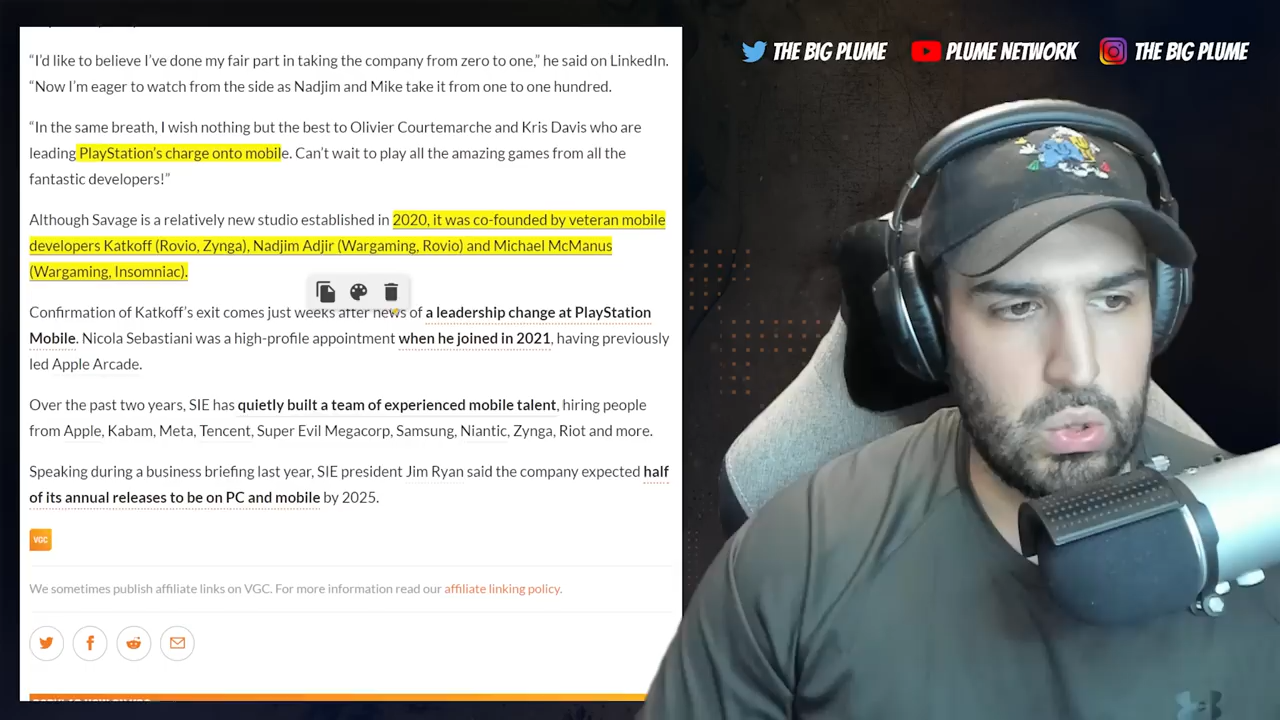 THE BIG PLUME PLUME NETWORK THE BIG PLUME
“I’d like to believe I’ve done my fair part in taking the company from zero to one,” he said on LinkedIn.
“Now I’m eager to watch from the side as Nadjim and Mike take it from one to one hundred.
“In the same breath, I wish nothing but the best to Olivier Courtemarche and Kris Davis who are
leading PlayStation’s charge onto mobile. Can’t wait to play all the amazing games from all the
fantastic developers!”
Although Savage is a relatively new studio established in 2020, it was co-founded by veteran mobile
developers Katkoff (Rovio, Zynga), Nadjim Adjir (Wargaming, Rovio) and Michael McManus
(Wargaming, Insomniac).
Confirmation of Katkoff’s exit comes just weeks after news of a leadership change at PlayStation
Mobile. Nicola Sebastiani was a high-profile appointment when he joined in 2021, having previously
led Apple Arcade.
Over the past two years, SIE has quietly built a team of experienced mobile talent, hiring people
from Apple, Kabam, Meta, Tencent, Super Evil Megacorp, Samsung, Niantic, Zynga, Riot and more.
Speaking during a business briefing last year, SIE president Jim Ryan said the company expected half
of its annual releases to be on PC and mobile by 2025.
VGC
We sometimes publish affiliate links on VGC. For more information read our affiliate linking policy.